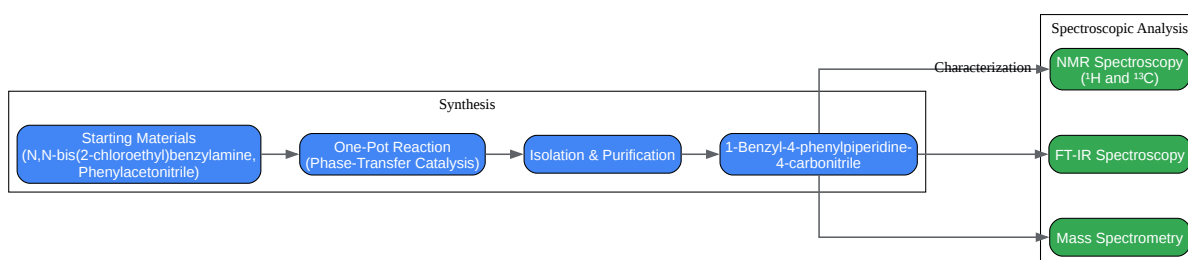 Spectroscopic Analysis
NMR Spectroscopy
(¹H and ¹³C)
Characterization
Synthesis
Starting Materials
(N,N-bis(2-chloroethyl)benzylamine,
Phenylacetonitrile)
One-Pot Reaction
(Phase-Transfer Catalysis)
Isolation & Purification
1-Benzyl-4-phenylpiperidine-
4-carbonitrile
FT-IR Spectroscopy
Mass Spectrometry